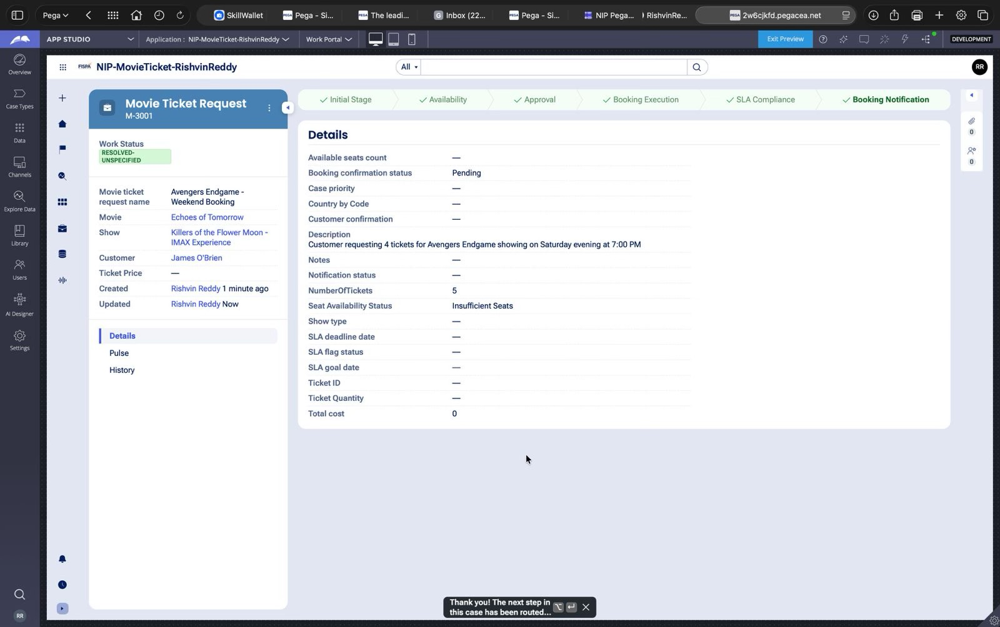 Pega
SkillWallet
Pega - Si...
The leadi...
Inbox (22...
Pega - Si...
NIP Pega...
RishvinRe...
2w6cjkfd.pegacea.net
APP STUDIO
Application : NIP-MovieTicket-RishvinReddy
Work Portal
Exit Preview
DEVELOPMENT
Overview
Case Types
Data
Channels
Explore Data
Library
Users
AI Designer
Settings
RR
FISPA
NIP-MovieTicket-RishvinReddy
All
RR
Movie Ticket Request
M-3001
Work Status
RESOLVED-
UNSPECIFIED
Movie ticket request name Avengers Endgame - Weekend Booking
Movie Echoes of Tomorrow
Show Killers of the Flower Moon - IMAX Experience
Customer James O'Brien
Ticket Price —
Created Rishvin Reddy 1 minute ago
Updated Rishvin Reddy Now
Details
Pulse
History
Initial Stage
Availability
Approval
Booking Execution
SLA Compliance
Booking Notification
Details
Available seats count —
Booking confirmation status Pending
Case priority —
Country by Code —
Customer confirmation —
Description
Customer requesting 4 tickets for Avengers Endgame showing on Saturday evening at 7:00 PM
Notes —
Notification status —
NumberOfTickets 5
Seat Availability Status Insufficient Seats
Show type —
SLA deadline date —
SLA flag status —
SLA goal date —
Ticket ID —
Ticket Quantity —
Total cost 0
0
0
Thank you! The next step in
this case has been routed...